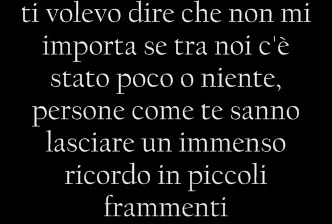 ti volevo dire che non mi
importa se tra noi c'è
stato poco o niente,
persone come te sanno
lasciare un immenso
ricordo in piccoli
frammenti